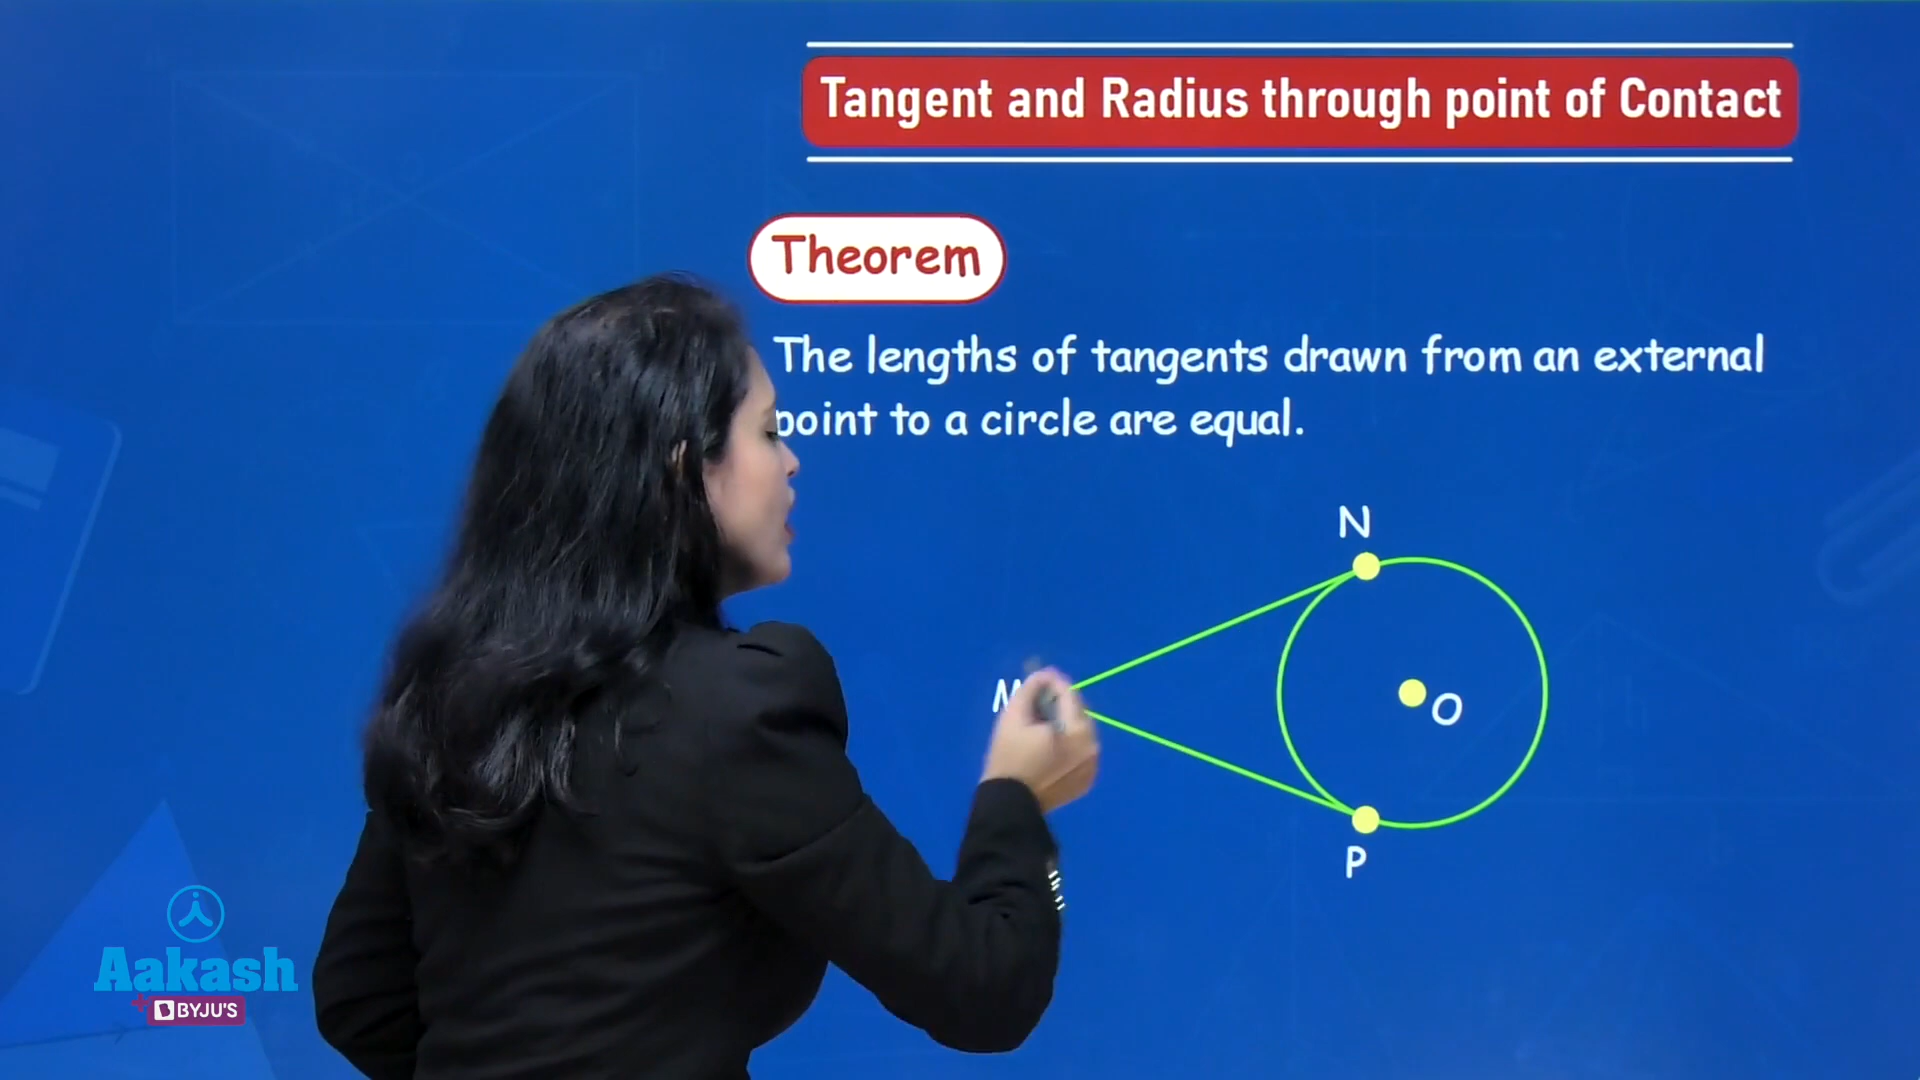 Tangent and Radius through point of Contact
Theorem
The lengths of tangents drawn from an external
point to a circle are equal.
N
M
O
P
Aakash
+ BYJU'S